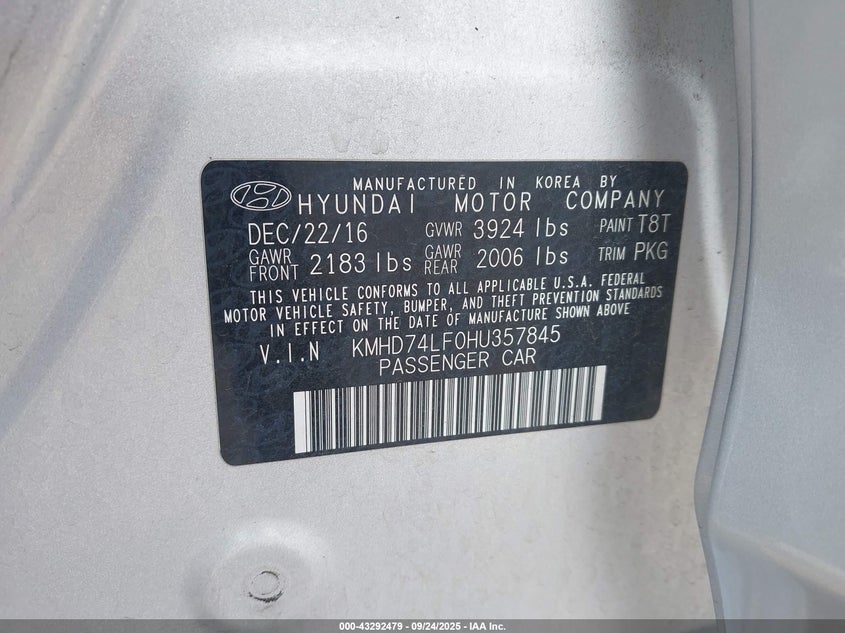 MANUFACTURED IN KOREA BY
HYUNDAI MOTOR COMPANY
DEC/22/16 GVWR 3924 lbs PAINT T8T
GAWR FRONT 2183 lbs GAWR REAR 2006 lbs TRIM PKG
THIS VEHICLE CONFORMS TO ALL APPLICABLE U.S.A. FEDERAL
MOTOR VEHICLE SAFETY, BUMPER, AND THEFT PREVENTION STANDARDS
IN EFFECT ON THE DATE OF MANUFACTURE SHOWN ABOVE.
V.I.N KMHD74LF0HU357845
PASSENGER CAR
000-43292479 - 09/24/2025 - IAA Inc.